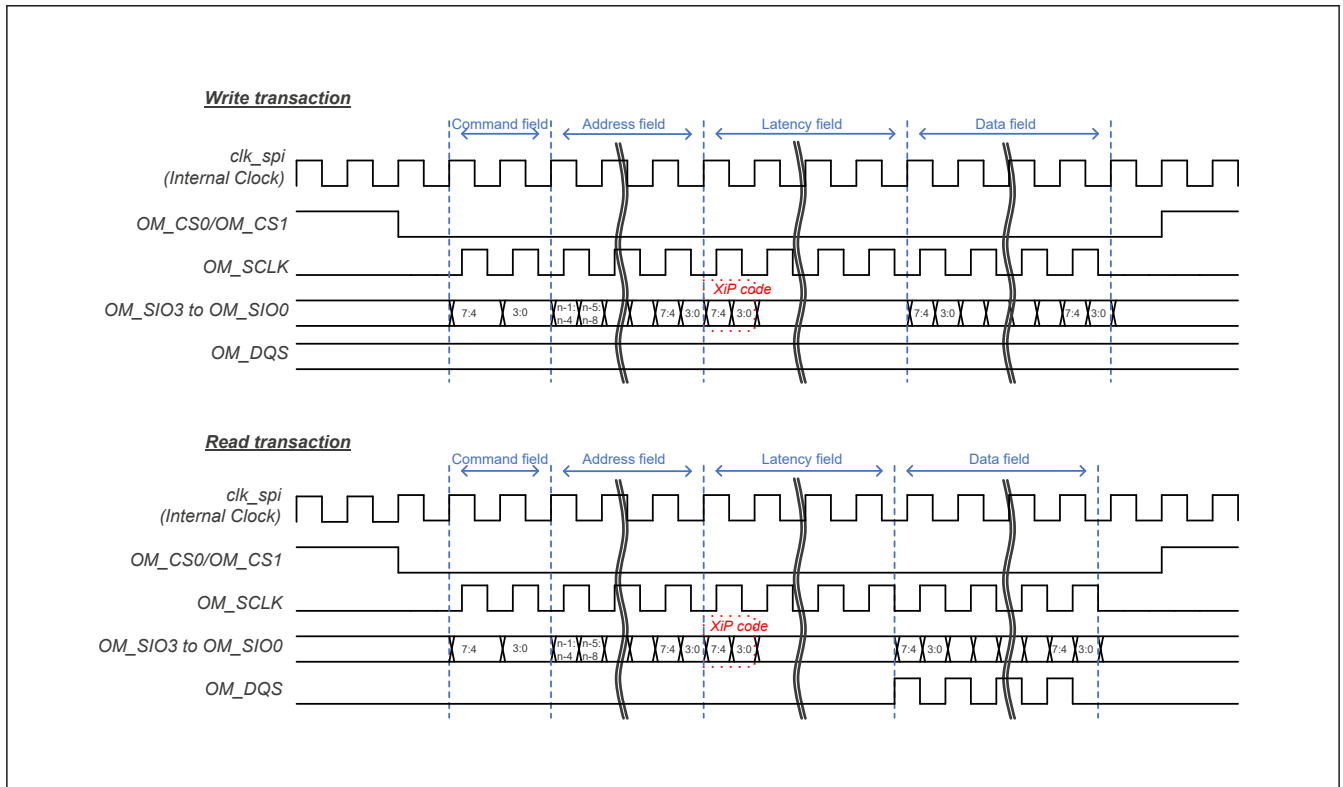 Write transaction
Command field Address field Latency field Data field
clk_spi
(Internal Clock)
OM_CS0/OM_CS1
OM_SCLK
XiP code
OM_SIO3 to OM_SIO0
7:4 3:0 n-1: n-5: 7:4 3:0 7:4 3:0 7:4 3:0 7:4 3:0
n-4 n-8
OM_DQS
Read transaction
Command field Address field Latency field Data field
clk_spi
(Internal Clock)
OM_CS0/OM_CS1
OM_SCLK
XiP code
OM_SIO3 to OM_SIO0
7:4 3:0 n-1: n-5: 7:4 3:0 7:4 3:0 7:4 3:0 7:4 3:0
n-4 n-8
OM_DQS